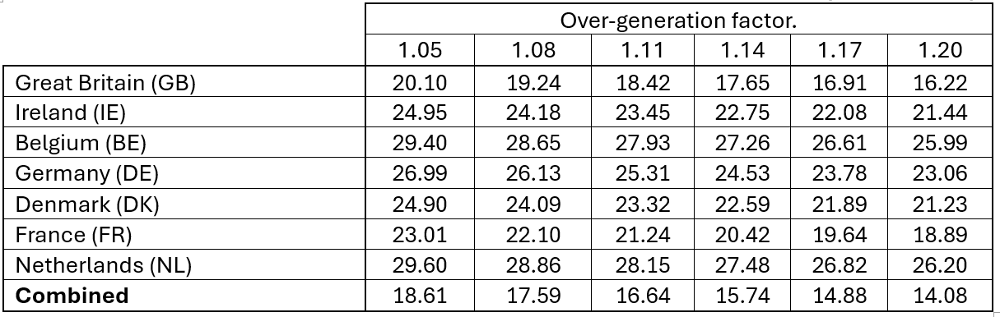 Over-generation factor.
1.05 1.08 1.11 1.14 1.17 1.20
Great Britain (GB) 20.10 19.24 18.42 17.65 16.91 16.22
Ireland (IE) 24.95 24.18 23.45 22.75 22.08 21.44
Belgium (BE) 29.40 28.65 27.93 27.26 26.61 25.99
Germany (DE) 26.99 26.13 25.31 24.53 23.78 23.06
Denmark (DK) 24.90 24.09 23.32 22.59 21.89 21.23
France (FR) 23.01 22.10 21.24 20.42 19.64 18.89
Netherlands (NL) 29.60 28.86 28.15 27.48 26.82 26.20
Combined 18.61 17.59 16.64 15.74 14.88 14.08